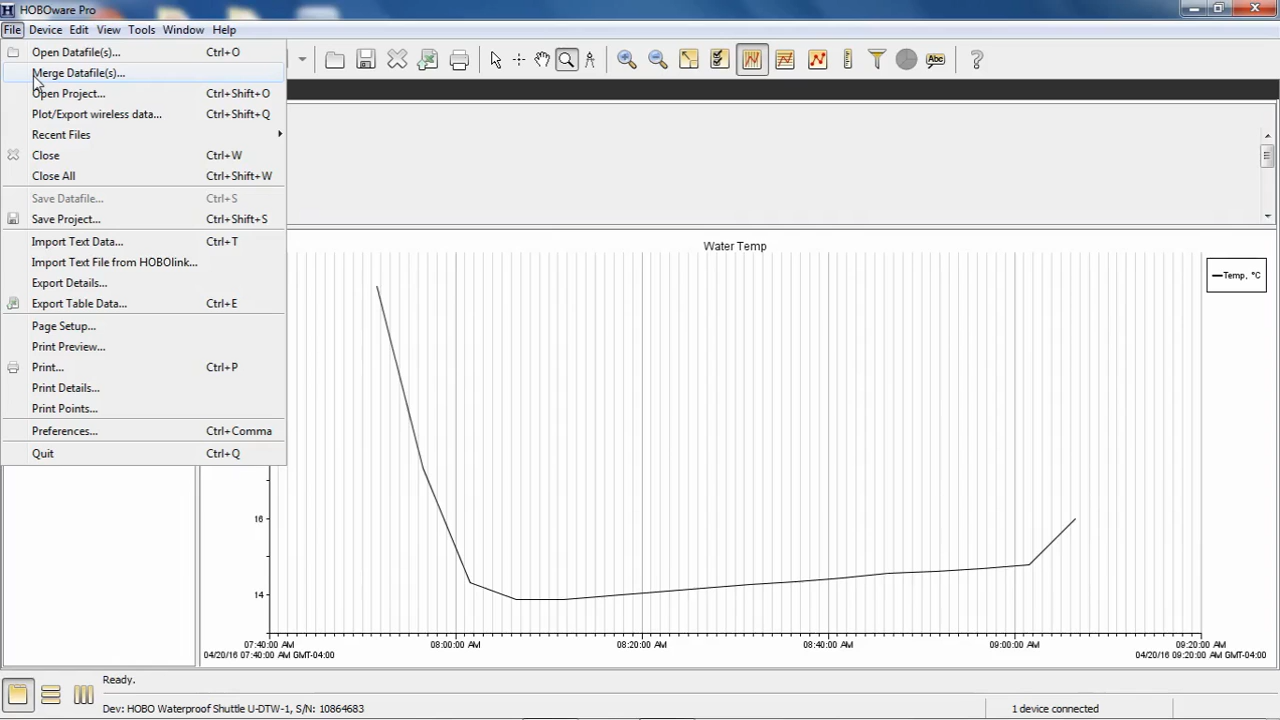 HOBOware Pro
File Device Edit View Tools Window Help
Open Datafile(s)... Ctrl+O
Merge Datafile(s)...
Open Project... Ctrl+Shift+O
Plot/Export wireless data... Ctrl+Shift+Q
Recent Files
Close Ctrl+W
Close All Ctrl+Shift+W
Save Datafile... Ctrl+S
Save Project... Ctrl+Shift+S
Import Text Data... Ctrl+T
Import Text File from HOBOlink...
Export Details...
Export Table Data... Ctrl+E
Page Setup...
Print Preview...
Print... Ctrl+P
Print Details...
Print Points...
Preferences... Ctrl+Comma
Quit Ctrl+Q
Abc
Water Temp
Temp, °C
16
14
07:40:00 AM 08:00:00 AM 08:20:00 AM 08:40:00 AM 09:00:00 AM 09:20:00 AM
04/20/16 07:40:00 AM GMT-04:00 04/20/16 09:20:00 AM GMT-04:00
Ready.
Dev: HOBO Waterproof Shuttle U-DTW-1, S/N: 10864683 1 device connected